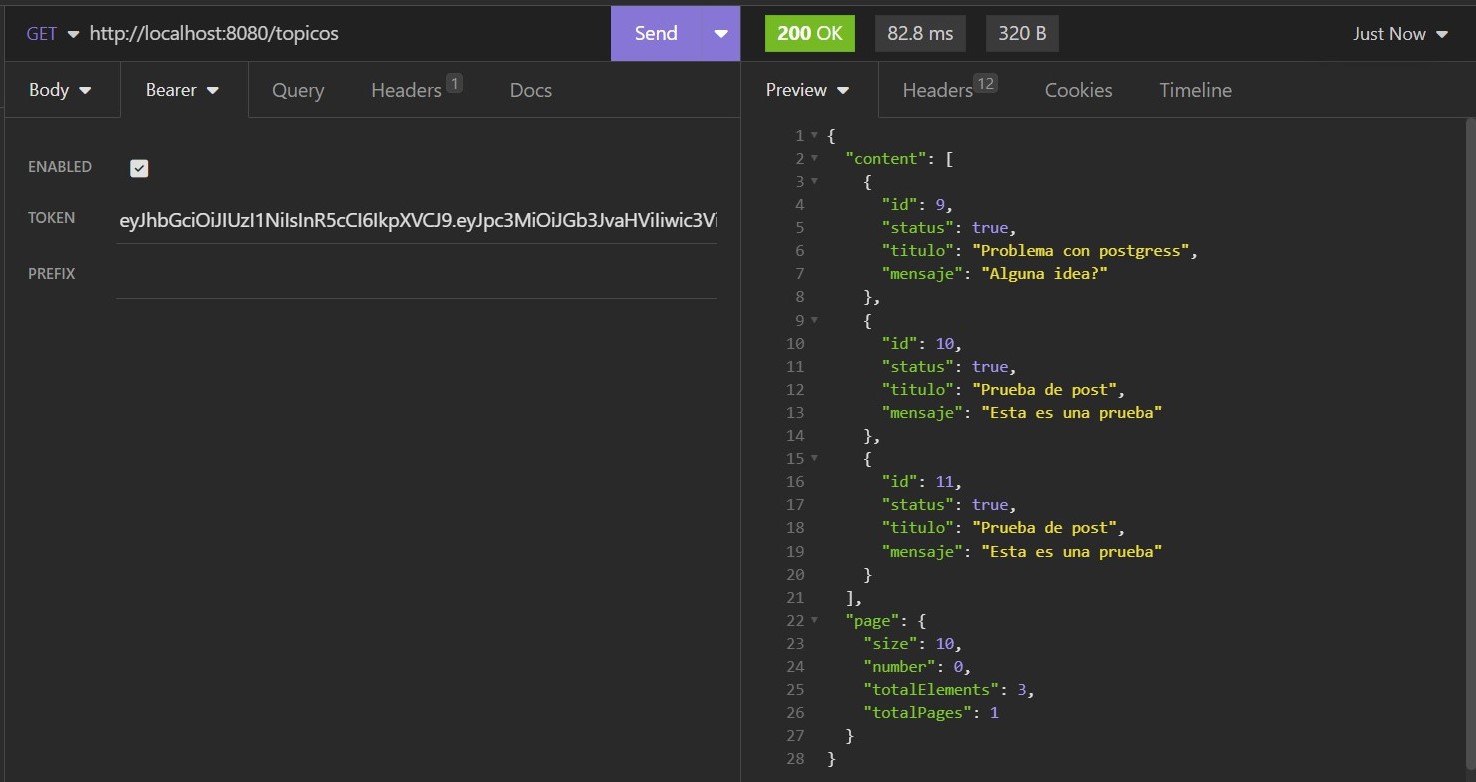 GET http://localhost:8080/topicos Send 200 OK 82.8 ms 320 B Just Now
Body Bearer Query Headers 1 Docs
Preview Headers 12 Cookies Timeline
ENABLED
TOKEN
PREFIX
1 {
2 "content": [
3 {
4 "id": 9,
5 "status": true,
6 "titulo": "Problema con postgress",
7 "mensaje": "Alguna idea?"
8 },
9 {
10 "id": 10,
11 "status": true,
12 "titulo": "Prueba de post",
13 "mensaje": "Esta es una prueba"
14 },
15 {
16 "id": 11,
17 "status": true,
18 "titulo": "Prueba de post",
19 "mensaje": "Esta es una prueba"
20 }
21 ],
22 "page": {
23 "size": 10,
24 "number": 0,
25 "totalElements": 3,
26 "totalPages": 1
27 }
28 }